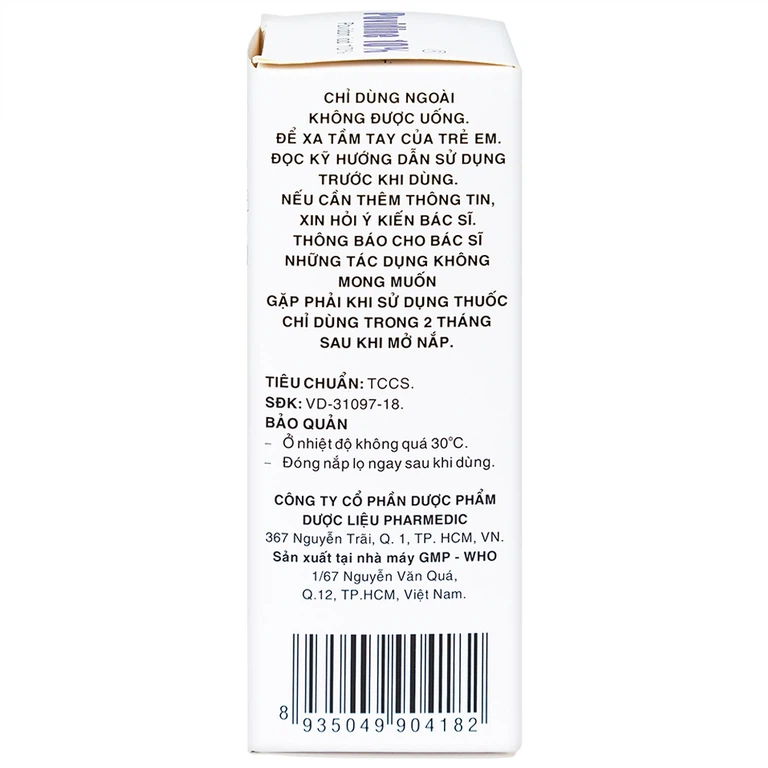 Povidine 10%
CHỈ DÙNG NGOÀI
KHÔNG ĐƯỢC UỐNG.
ĐỂ XA TẦM TAY CỦA TRẺ EM.
ĐỌC KỸ HƯỚNG DẪN SỬ DỤNG
TRƯỚC KHI DÙNG.
NẾU CẦN THÊM THÔNG TIN,
XIN HỎI Ý KIẾN BÁC SĨ.
THÔNG BÁO CHO BÁC SĨ
NHỮNG TÁC DỤNG KHÔNG
MONG MUỐN
GẶP PHẢI KHI SỬ DỤNG THUỐC
CHỈ DÙNG TRONG 2 THÁNG
SAU KHI MỞ NẮP.
TIÊU CHUẨN: TCCS.
SĐK: VD-31097-18.
BẢO QUẢN
– Ở nhiệt độ không quá 30°C.
– Đóng nắp lọ ngay sau khi dùng.
CÔNG TY CỔ PHẦN DƯỢC PHẨM
DƯỢC LIỆU PHARMEDIC
367 Nguyễn Trãi, Q. 1, TP. HCM, VN.
Sản xuất tại nhà máy GMP - WHO
1/67 Nguyễn Văn Quá,
Q.12, TP.HCM, Việt Nam.
8 935049 904182